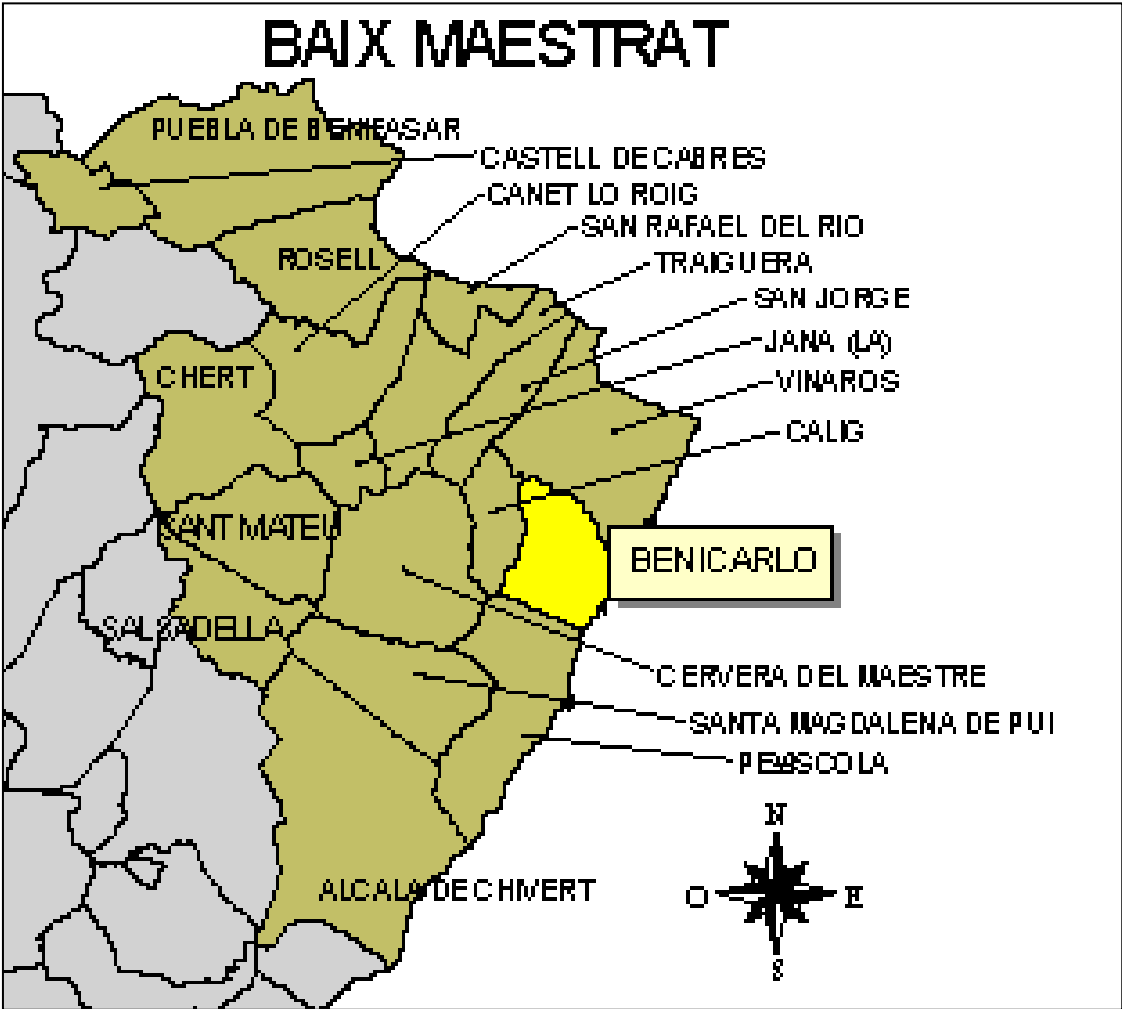 BAIX MAESTRAT
PUEBLA DE BENIFASAR
CASTELL DE CABRES
CANET LO ROIG
SAN RAFAEL DEL RIO
ROSELL
TRAIGUERA
SAN JORGE
JANA (LA)
CHERT
VINAROS
CALIG
SANT MATEU
BENICARLO
SALSADELLA
CERVERA DEL MAESTRE
SANTA MAGDALENA DE PUL
PEÑISCOLA
ALCALA DE CHIVERT
N
O
E
S